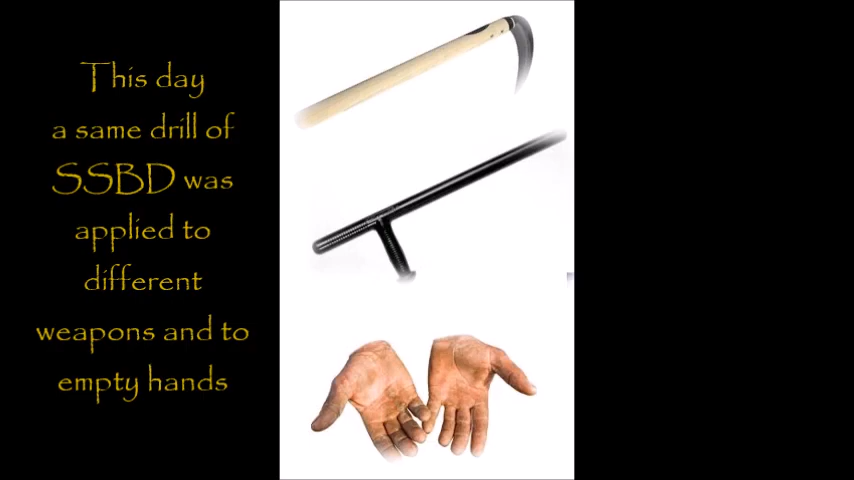 This day
a same drill of
SSBD was
applied to
different
weapons and to
empty hands